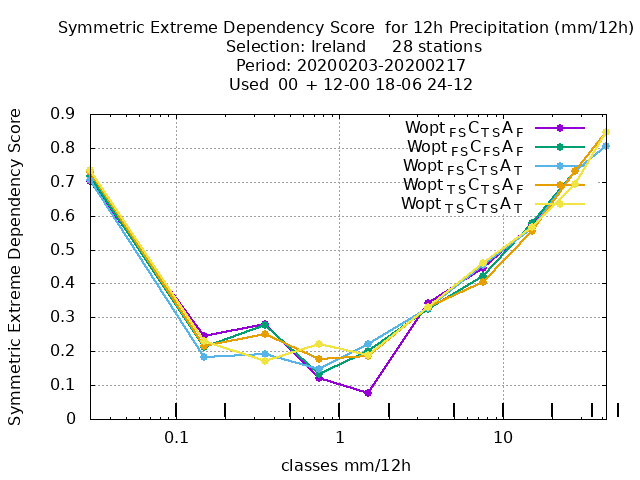 Symmetric Extreme Dependency Score  for 12h Precipitation (mm/12h)
Selection: Ireland     28 stations
Period: 20200203-20200217
Used  00 + 12-00 18-06 24-12
Symmetric Extreme Dependency Score
0.9
0.8
0.7
0.6
0.5
0.4
0.3
0.2
0.1
0
Wopt FS C TS A F
Wopt FS C FS A F
Wopt FS C TS A T
Wopt TS C TS A F
Wopt TS C TS A T
0.1 1 10
classes mm/12h